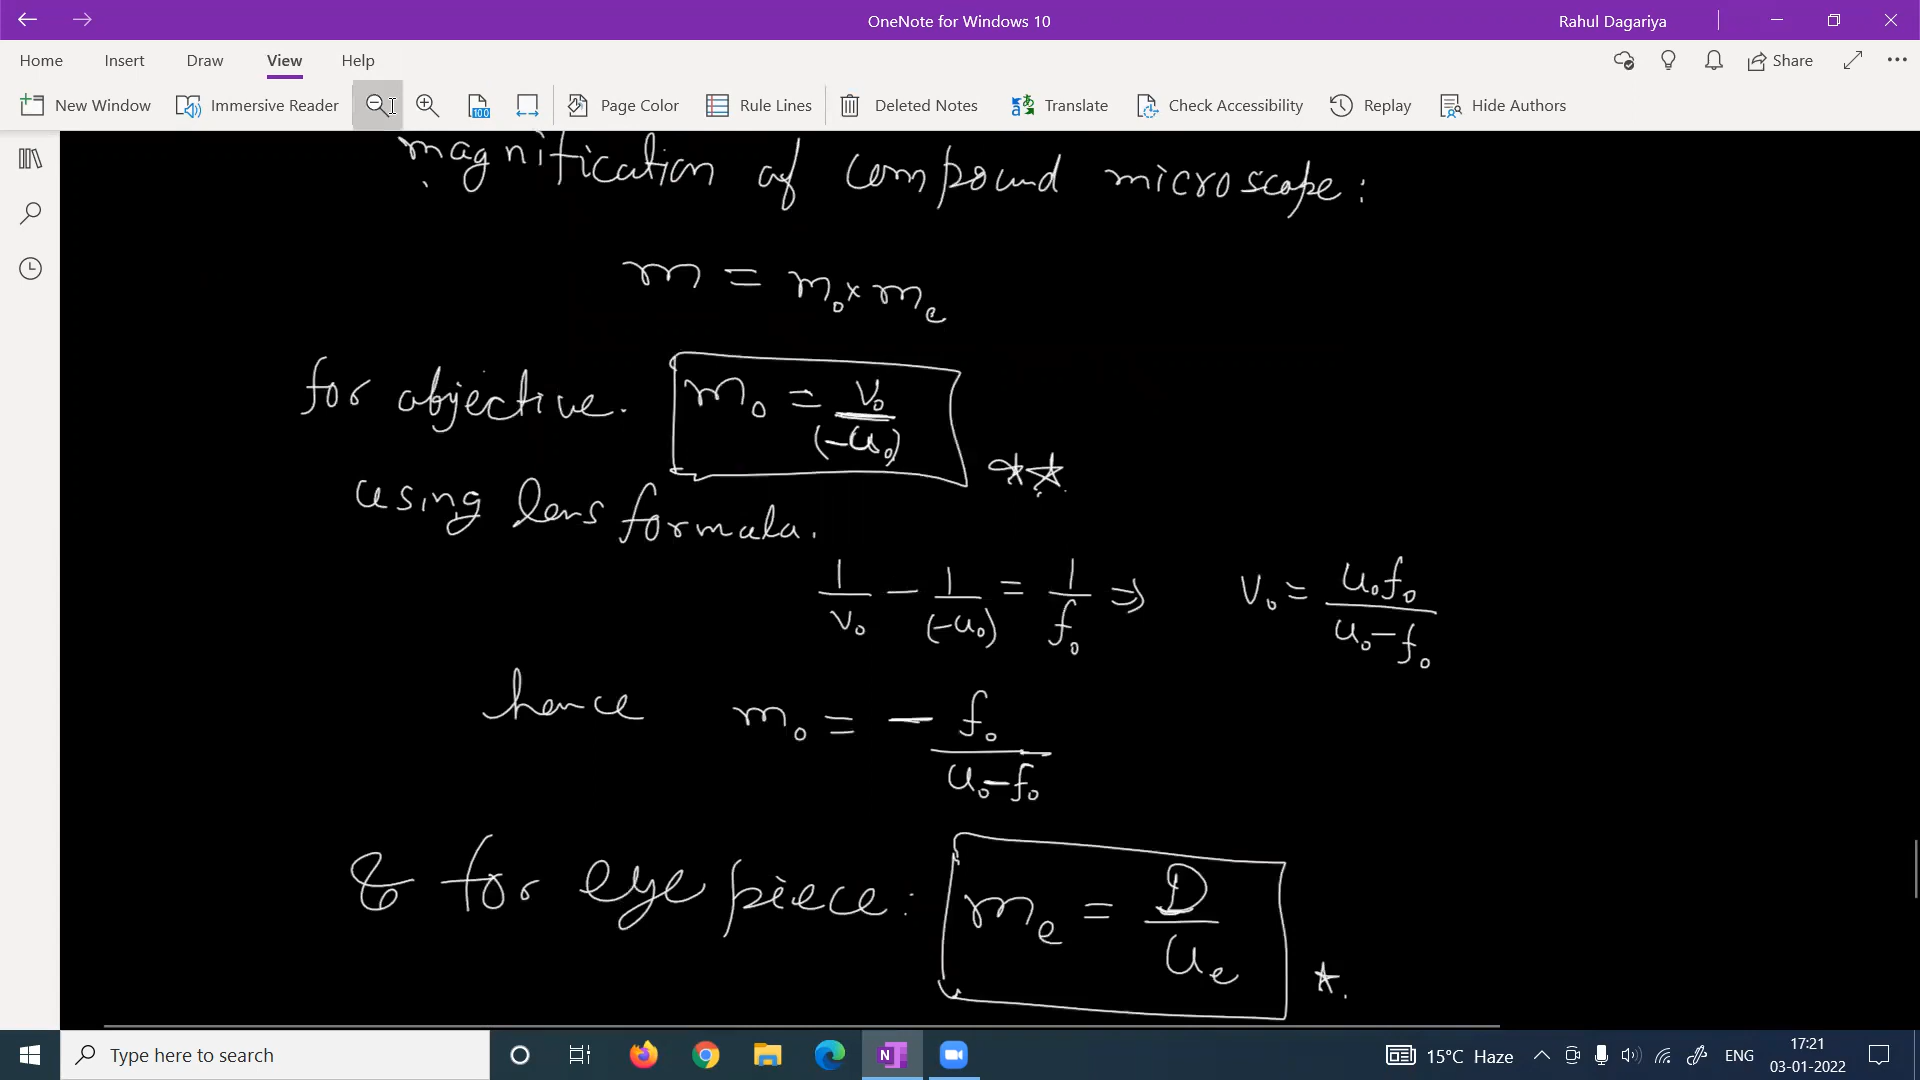 OneNote for Windows 10
Rahul Dagariya
Home Insert Draw View Help
Share
New Window Immersive Reader 100 Page Color Rule Lines Deleted Notes Translate Check Accessibility Replay Hide Authors
magnification of compound microscope:
m = m₀ × mₑ
for objective. m₀ = v₀/(-u₀)
using lens formula.
1/v₀ - 1/(-u₀) = 1/f₀ ⇒ v₀ = u₀f₀/(u₀-f₀)
hence m₀ = - f₀/(u₀-f₀)
& for eye piece: mₑ = D/uₑ
Type here to search
15°C Haze
ENG
17:21
03-01-2022